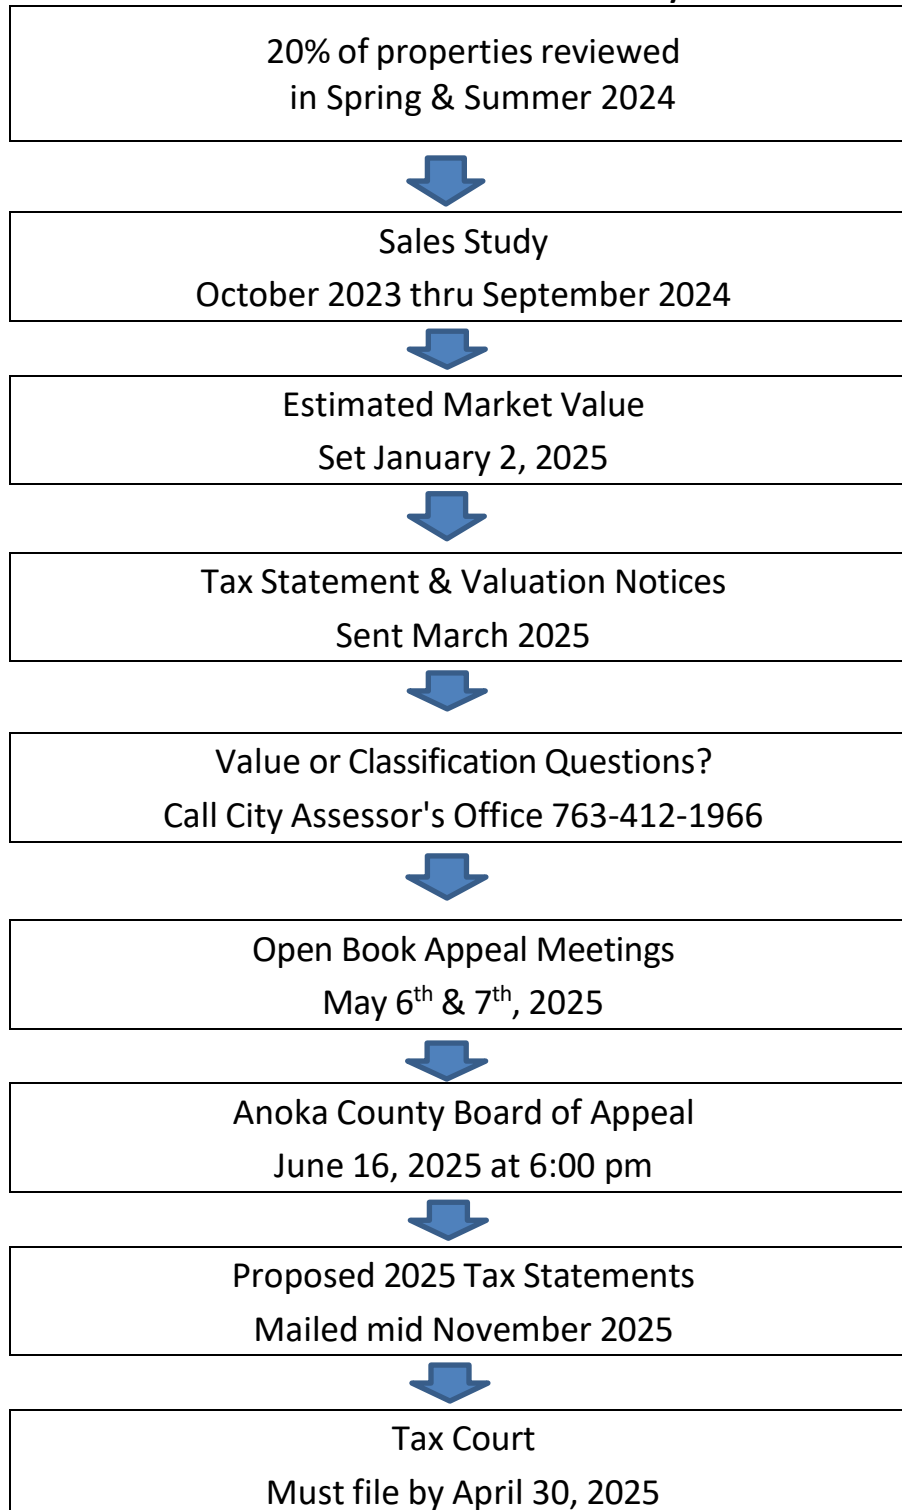 20% of properties reviewed
in Spring & Summer 2024
Sales Study
October 2023 thru September 2024
Estimated Market Value
Set January 2, 2025
Tax Statement & Valuation Notices
Sent March 2025
Value or Classification Questions?
Call City Assessor's Office 763-412-1966
Open Book Appeal Meetings
May 6th & 7th, 2025
Anoka County Board of Appeal
June 16, 2025 at 6:00 pm
Proposed 2025 Tax Statements
Mailed mid November 2025
Tax Court
Must file by April 30, 2025